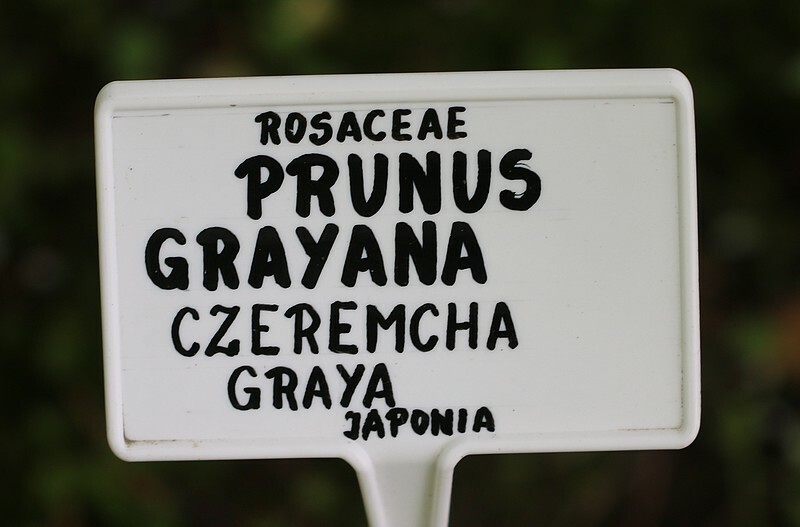 ROSACEAE
PRUNUS
GRAYANA
CZEREMCHA
GRAYA
JAPONIA